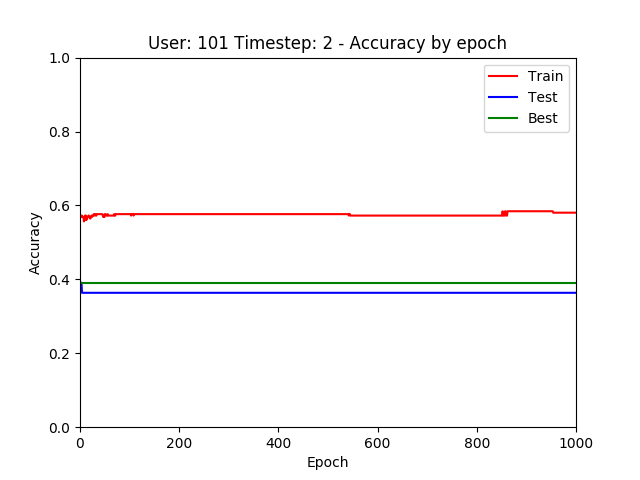 User: 101 Timestep: 2 - Accuracy by epoch
1.0
0.8
0.6
0.4
0.2
0.0
Accuracy
Train
Test
Best
0 200 400 600 800 1000
Epoch